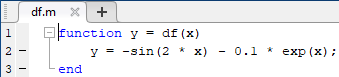 df.m × +
1 function y = df(x)
2 - y = -sin(2 * x) - 0.1 * exp(x);
3 - end